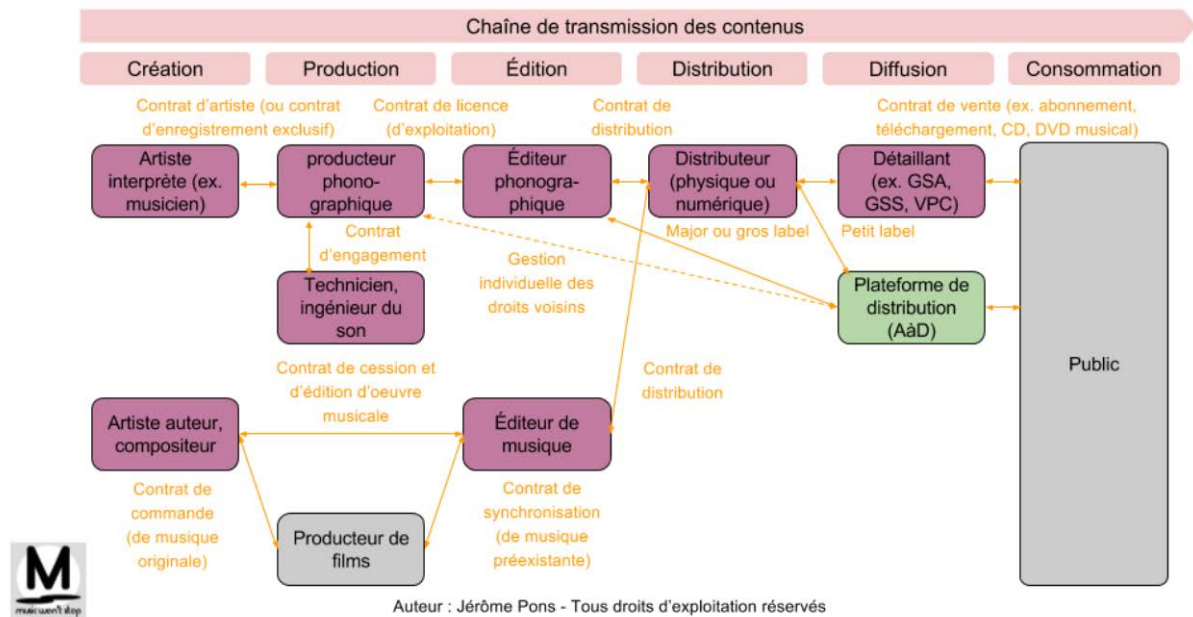 Chaîne de transmission des contenus
Création
Production
Édition
Distribution
Diffusion
Consommation
Contrat d'artiste (ou contrat
d'enregistrement exclusif)
Contrat de licence
(d'exploitation)
Contrat de
distribution
Contrat de vente (ex. abonnement,
téléchargement, CD, DVD musical)
Artiste
interprète (ex.
musicien)
producteur
phono-
graphique
Éditeur
phonogra-
phique
Distributeur
(physique ou
numérique)
Détaillant
(ex. GSA,
GSS, VPC)
Contrat
d'engagement
Major ou gros label
Petit label
Gestion
individuelle des
droits voisins
Technicien,
ingénieur du
son
Plateforme de
distribution
(AàD)
Public
Contrat de cession et
d'édition d'oeuvre
musicale
Contrat de
distribution
Artiste auteur,
compositeur
Éditeur de
musique
Contrat de
commande
(de musique
originale)
Contrat de
synchronisation
(de musique
préexistante)
Producteur de
films
M
music won't stop
Auteur : Jérôme Pons - Tous droits d'exploitation réservés